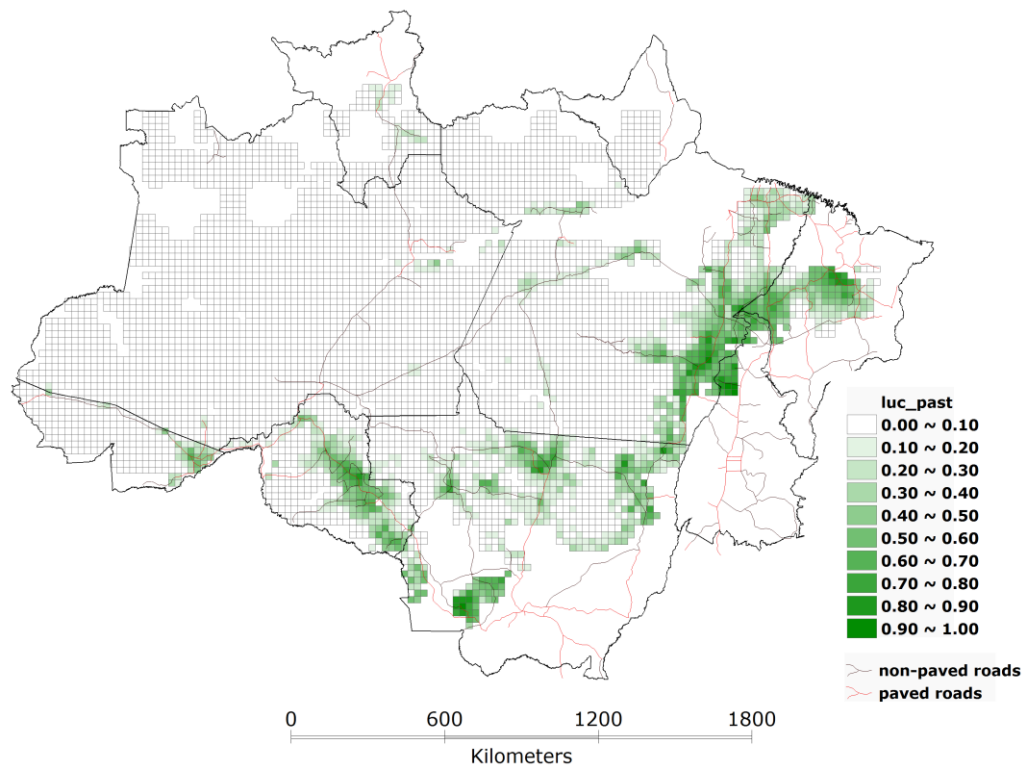 luc_past
0.00 ~ 0.10
0.10 ~ 0.20
0.20 ~ 0.30
0.30 ~ 0.40
0.40 ~ 0.50
0.50 ~ 0.60
0.60 ~ 0.70
0.70 ~ 0.80
0.80 ~ 0.90
0.90 ~ 1.00
non-paved roads
paved roads
0 600 1200 1800
Kilometers